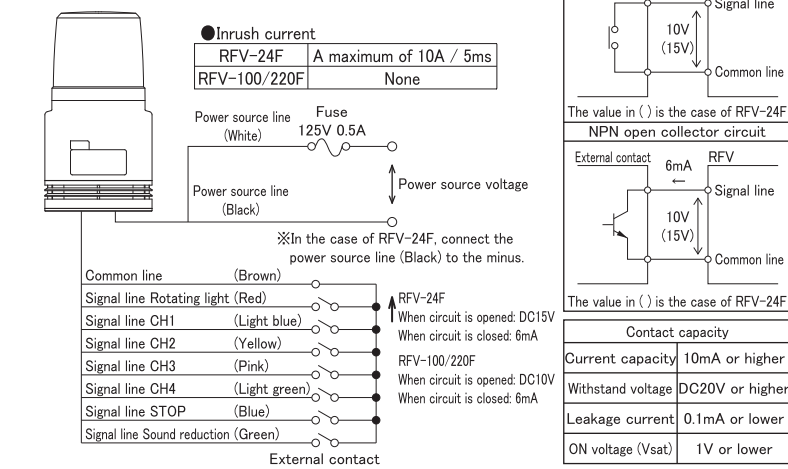 ●Inrush current
RFV-24F A maximum of 10A / 5ms
RFV-100/220F None
Power source line
(White)
Fuse
125V 0.5A
Power source voltage
Power source line
(Black)
※In the case of RFV-24F, connect the
power source line (Black) to the minus.
Common line (Brown)
Signal line Rotating light (Red)
Signal line CH1 (Light blue)
Signal line CH2 (Yellow)
Signal line CH3 (Pink)
Signal line CH4 (Light green)
Signal line STOP (Blue)
Signal line Sound reduction (Green)
External contact
RFV-24F
When circuit is opened: DC15V
When circuit is closed: 6mA
RFV-100/220F
When circuit is opened: DC10V
When circuit is closed: 6mA
Signal line
10V
(15V)
Common line
The value in ( ) is the case of RFV-24F
NPN open collector circuit
External contact
6mA
←
RFV
Signal line
10V
(15V)
Common line
The value in ( ) is the case of RFV-24F
Contact capacity
Current capacity 10mA or higher
Withstand voltage DC20V or higher
Leakage current 0.1mA or lower
ON voltage (Vsat) 1V or lower